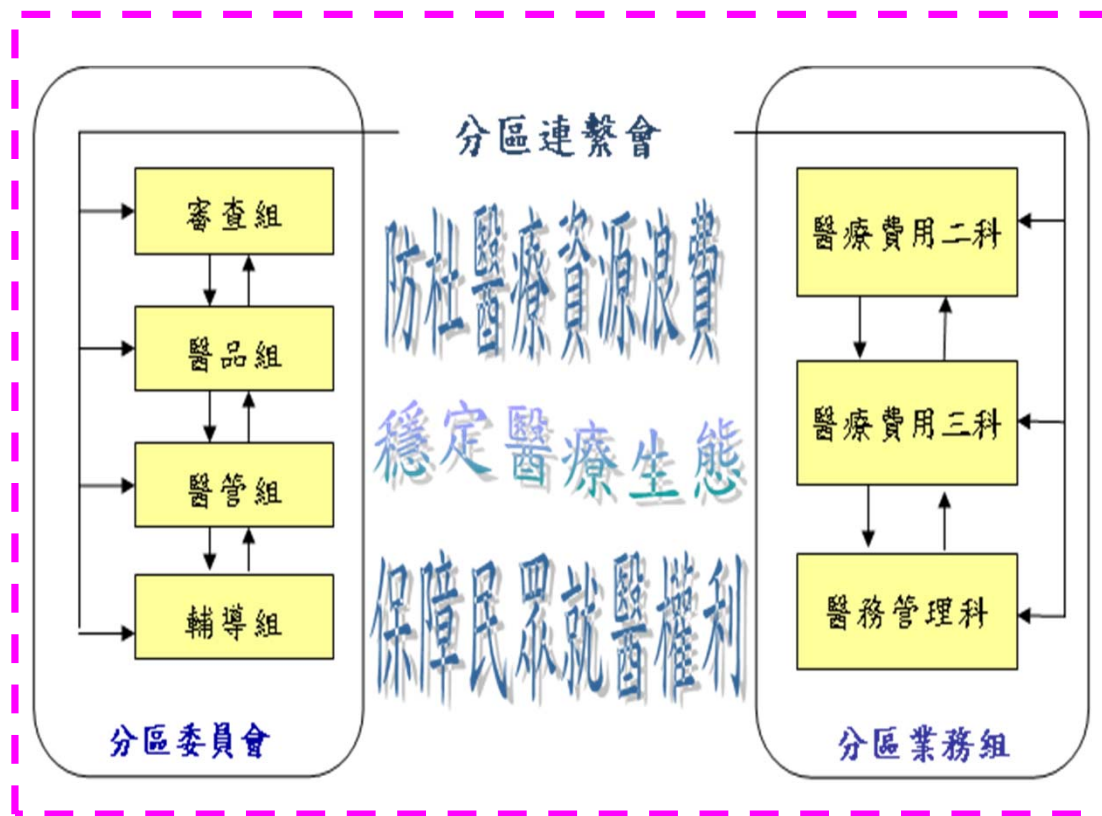 分區連繫會
審查組
醫品組
醫管組
輔導組
分區委員會
防杜醫療資源浪費
穩定醫療生態
保障民眾就醫權利
醫療費用二科
醫療費用三科
醫務管理科
分區業務組